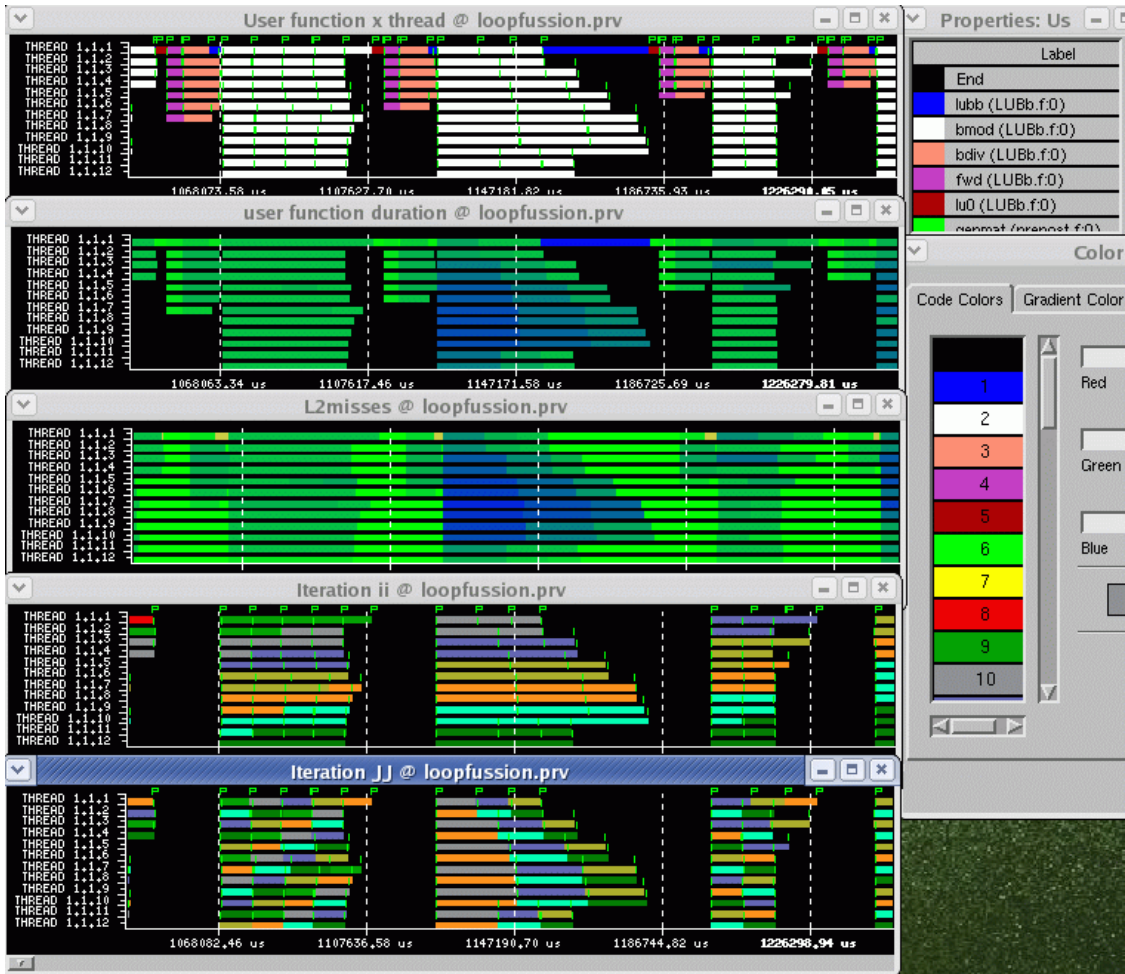 User function x thread @ loopfussion.prv
THREAD 1.1.1
THREAD 1.1.2
THREAD 1.1.3
THREAD 1.1.4
THREAD 1.1.5
THREAD 1.1.6
THREAD 1.1.7
THREAD 1.1.8
THREAD 1.1.9
THREAD 1.1.10
THREAD 1.1.11
THREAD 1.1.12
1068073.58 us 1107627.70 us 1147181.82 us 1186735.93 us 1226290.05 us
user function duration @ loopfussion.prv
THREAD 1.1.1
THREAD 1.1.2
THREAD 1.1.3
THREAD 1.1.4
THREAD 1.1.5
THREAD 1.1.6
THREAD 1.1.7
THREAD 1.1.8
THREAD 1.1.9
THREAD 1.1.10
THREAD 1.1.11
THREAD 1.1.12
1068063.34 us 1107617.46 us 1147171.58 us 1186725.69 us 1226279.81 us
L2misses @ loopfussion.prv
THREAD 1.1.1
THREAD 1.1.2
THREAD 1.1.3
THREAD 1.1.4
THREAD 1.1.5
THREAD 1.1.6
THREAD 1.1.7
THREAD 1.1.8
THREAD 1.1.9
THREAD 1.1.10
THREAD 1.1.11
THREAD 1.1.12
Iteration ii @ loopfussion.prv
THREAD 1.1.1
THREAD 1.1.2
THREAD 1.1.3
THREAD 1.1.4
THREAD 1.1.5
THREAD 1.1.6
THREAD 1.1.7
THREAD 1.1.8
THREAD 1.1.9
THREAD 1.1.10
THREAD 1.1.11
THREAD 1.1.12
Iteration JJ @ loopfussion.prv
THREAD 1.1.1
THREAD 1.1.2
THREAD 1.1.3
THREAD 1.1.4
THREAD 1.1.5
THREAD 1.1.6
THREAD 1.1.7
THREAD 1.1.8
THREAD 1.1.9
THREAD 1.1.10
THREAD 1.1.11
THREAD 1.1.12
1068082.46 us 1107636.58 us 1147190.70 us 1186744.82 us 1226298.94 us
Properties: Us
Label
End
lubb (LUBb.f:0)
bmod (LUBb.f:0)
bdiv (LUBb.f:0)
fwd (LUBb.f:0)
lu0 (LUBb.f:0)
genmat (prepost.f:0)
Color
Code Colors Gradient Color
1
2
3
4
5
6
7
8
9
10
Red
Green
Blue